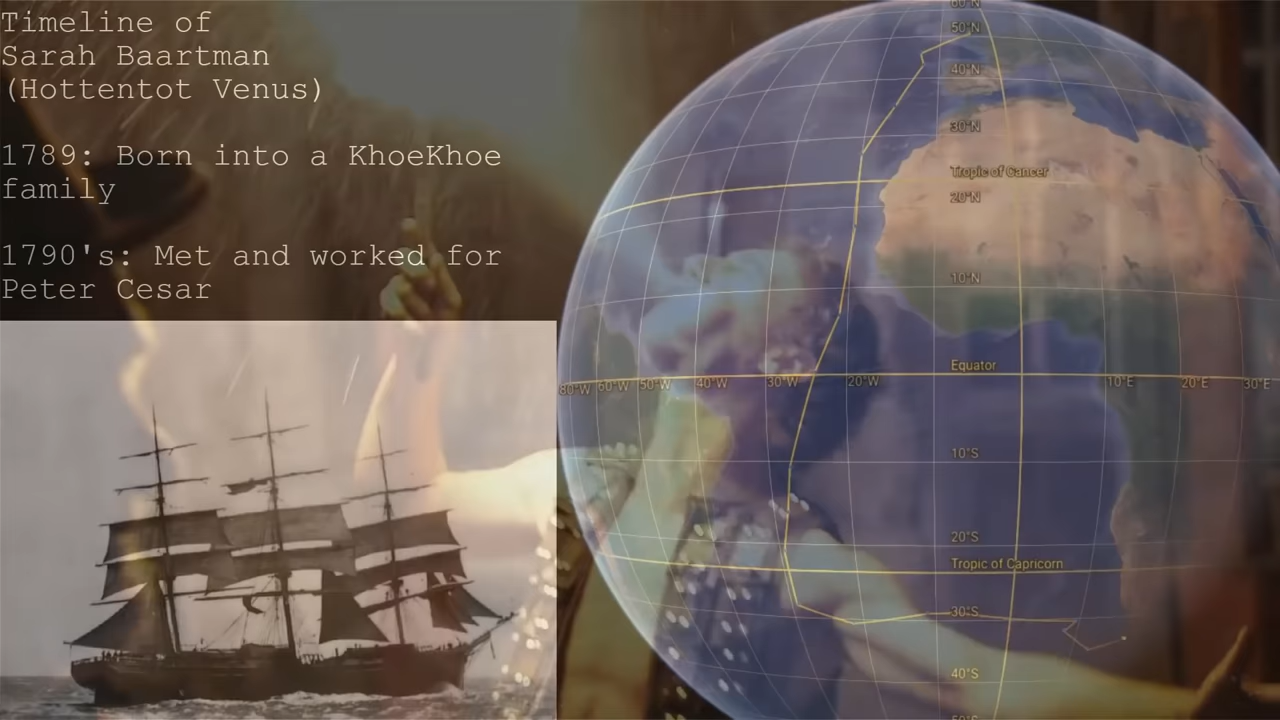 Timeline of
Sarah Baartman
(Hottentot Venus)
1789: Born into a KhoeKhoe
family
1790's: Met and worked for
Peter Cesar
60°N
50°N
40°N
30°N
Tropic of Cancer
20°N
10°N
Equator
80°W 60°W 50°W 40°W 30°W 20°W 10°E 20°E 30°E
10°S
20°S
Tropic of Capricorn
30°S
40°S
50°S